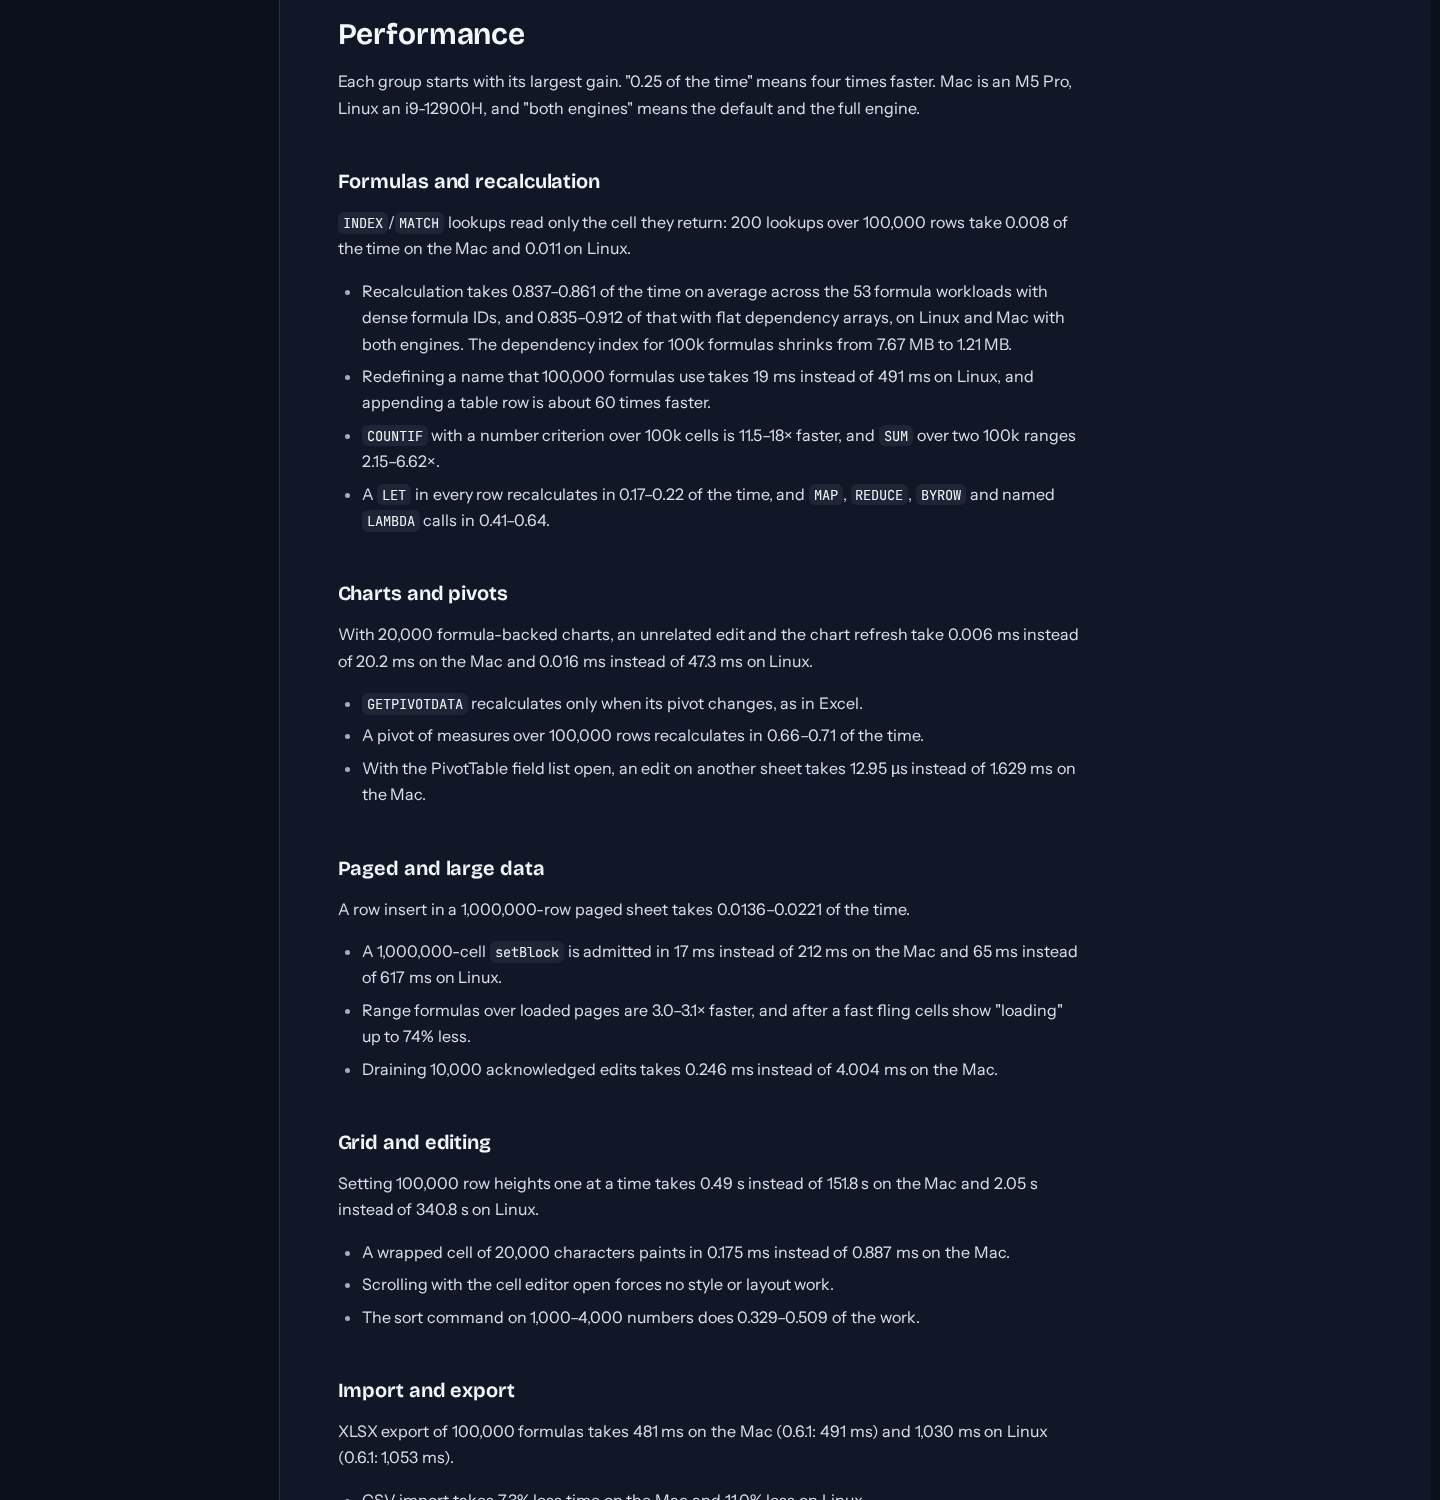 Performance
Each group starts with its largest gain. "0.25 of the time" means four times faster. Mac is an M5 Pro,
Linux an i9-12900H, and "both engines" means the default and the full engine.
Formulas and recalculation
INDEX / MATCH lookups read only the cell they return: 200 lookups over 100,000 rows take 0.008 of
the time on the Mac and 0.011 on Linux.
• Recalculation takes 0.837–0.861 of the time on average across the 53 formula workloads with
dense formula IDs, and 0.835–0.912 of that with flat dependency arrays, on Linux and Mac with
both engines. The dependency index for 100k formulas shrinks from 7.67 MB to 1.21 MB.
• Redefining a name that 100,000 formulas use takes 19 ms instead of 491 ms on Linux, and
appending a table row is about 60 times faster.
• COUNTIF with a number criterion over 100k cells is 11.5–18× faster, and SUM over two 100k ranges
2.15–6.62×.
• A LET in every row recalculates in 0.17–0.22 of the time, and MAP, REDUCE, BYROW and named
LAMBDA calls in 0.41–0.64.
Charts and pivots
With 20,000 formula-backed charts, an unrelated edit and the chart refresh take 0.006 ms instead
of 20.2 ms on the Mac and 0.016 ms instead of 47.3 ms on Linux.
• GETPIVOTDATA recalculates only when its pivot changes, as in Excel.
• A pivot of measures over 100,000 rows recalculates in 0.66–0.71 of the time.
• With the PivotTable field list open, an edit on another sheet takes 12.95 µs instead of 1.629 ms on
the Mac.
Paged and large data
A row insert in a 1,000,000-row paged sheet takes 0.0136–0.0221 of the time.
• A 1,000,000-cell setBlock is admitted in 17 ms instead of 212 ms on the Mac and 65 ms instead
of 617 ms on Linux.
• Range formulas over loaded pages are 3.0–3.1× faster, and after a fast fling cells show "loading"
up to 74% less.
• Draining 10,000 acknowledged edits takes 0.246 ms instead of 4.004 ms on the Mac.
Grid and editing
Setting 100,000 row heights one at a time takes 0.49 s instead of 151.8 s on the Mac and 2.05 s
instead of 340.8 s on Linux.
• A wrapped cell of 20,000 characters paints in 0.175 ms instead of 0.887 ms on the Mac.
• Scrolling with the cell editor open forces no style or layout work.
• The sort command on 1,000–4,000 numbers does 0.329–0.509 of the work.
Import and export
XLSX export of 100,000 formulas takes 481 ms on the Mac (0.6.1: 491 ms) and 1,030 ms on Linux
(0.6.1: 1,053 ms).
• CSV import takes 7.3% less time on the Mac and 11.0% less on Linux.